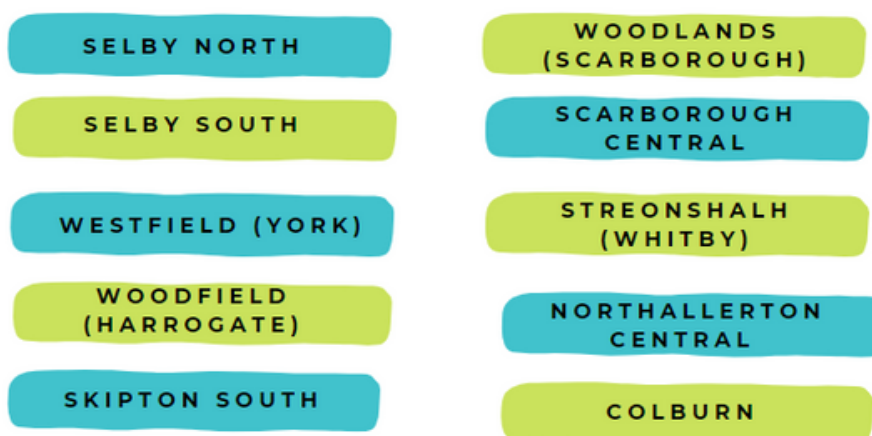 SELBY NORTH
SELBY SOUTH
WESTFIELD (YORK)
WOODFIELD
(HARROGATE)
SKIPTON SOUTH
WOODLANDS
(SCARBOROUGH)
SCARBOROUGH
CENTRAL
STREONSHALH
(WHITBY)
NORTHALLERTON
CENTRAL
COLBURN